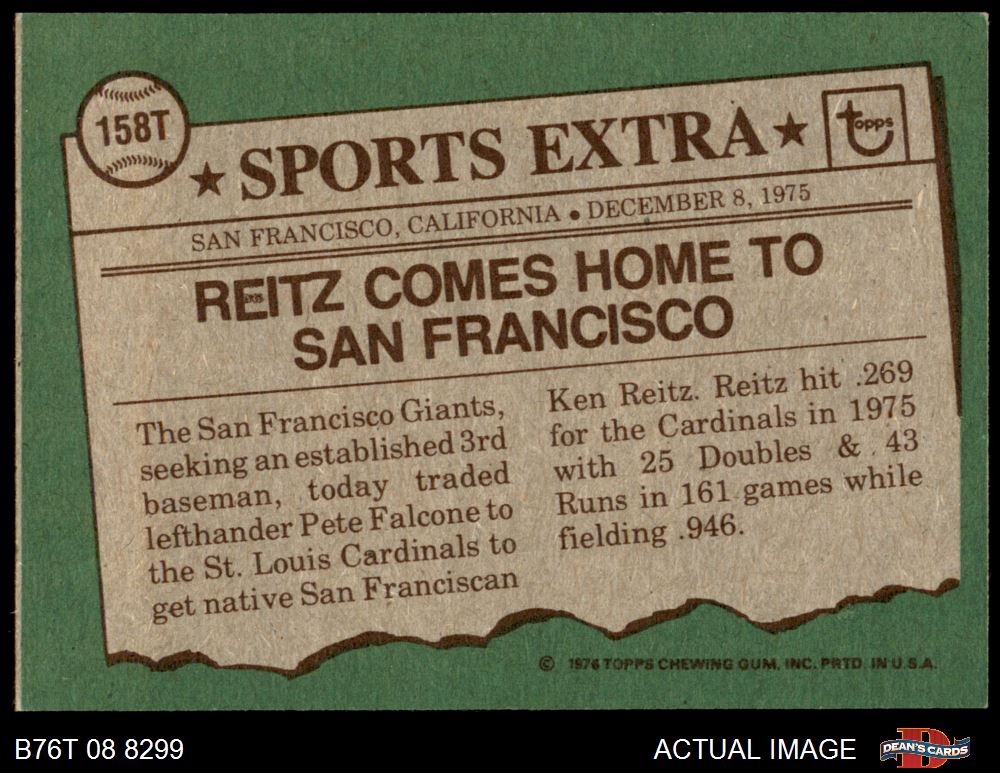 158T
★ SPORTS EXTRA ★
topps
SAN FRANCISCO, CALIFORNIA • DECEMBER 8, 1975
REITZ COMES HOME TO
SAN FRANCISCO
The San Francisco Giants,
seeking an established 3rd
baseman, today traded
lefthander Pete Falcone to
the St. Louis Cardinals to
get native San Franciscan
Ken Reitz. Reitz hit .269
for the Cardinals in 1975
with 25 Doubles & 43
Runs in 161 games while
fielding .946.
© 1976 TOPPS CHEWING GUM, INC. PRTD. IN U.S.A.
B76T 08 8299
ACTUAL IMAGE
DEAN'S CARDS